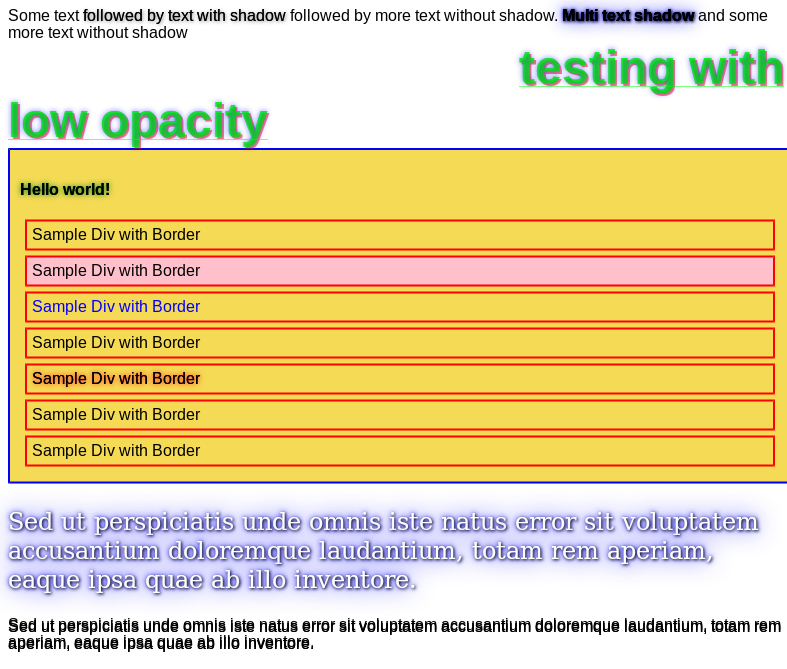 Some text followed by text with shadow followed by more text without shadow. Multi text shadow and some
more text without shadow
testing with
low opacity
Hello world!
Sample Div with Border
Sample Div with Border
Sample Div with Border
Sample Div with Border
Sample Div with Border
Sample Div with Border
Sample Div with Border
Sed ut perspiciatis unde omnis iste natus error sit voluptatem
accusantium doloremque laudantium, totam rem aperiam,
eaque ipsa quae ab illo inventore.
Sed ut perspiciatis unde omnis iste natus error sit voluptatem accusantium doloremque laudantium, totam rem
aperiam, eaque ipsa quae ab illo inventore.